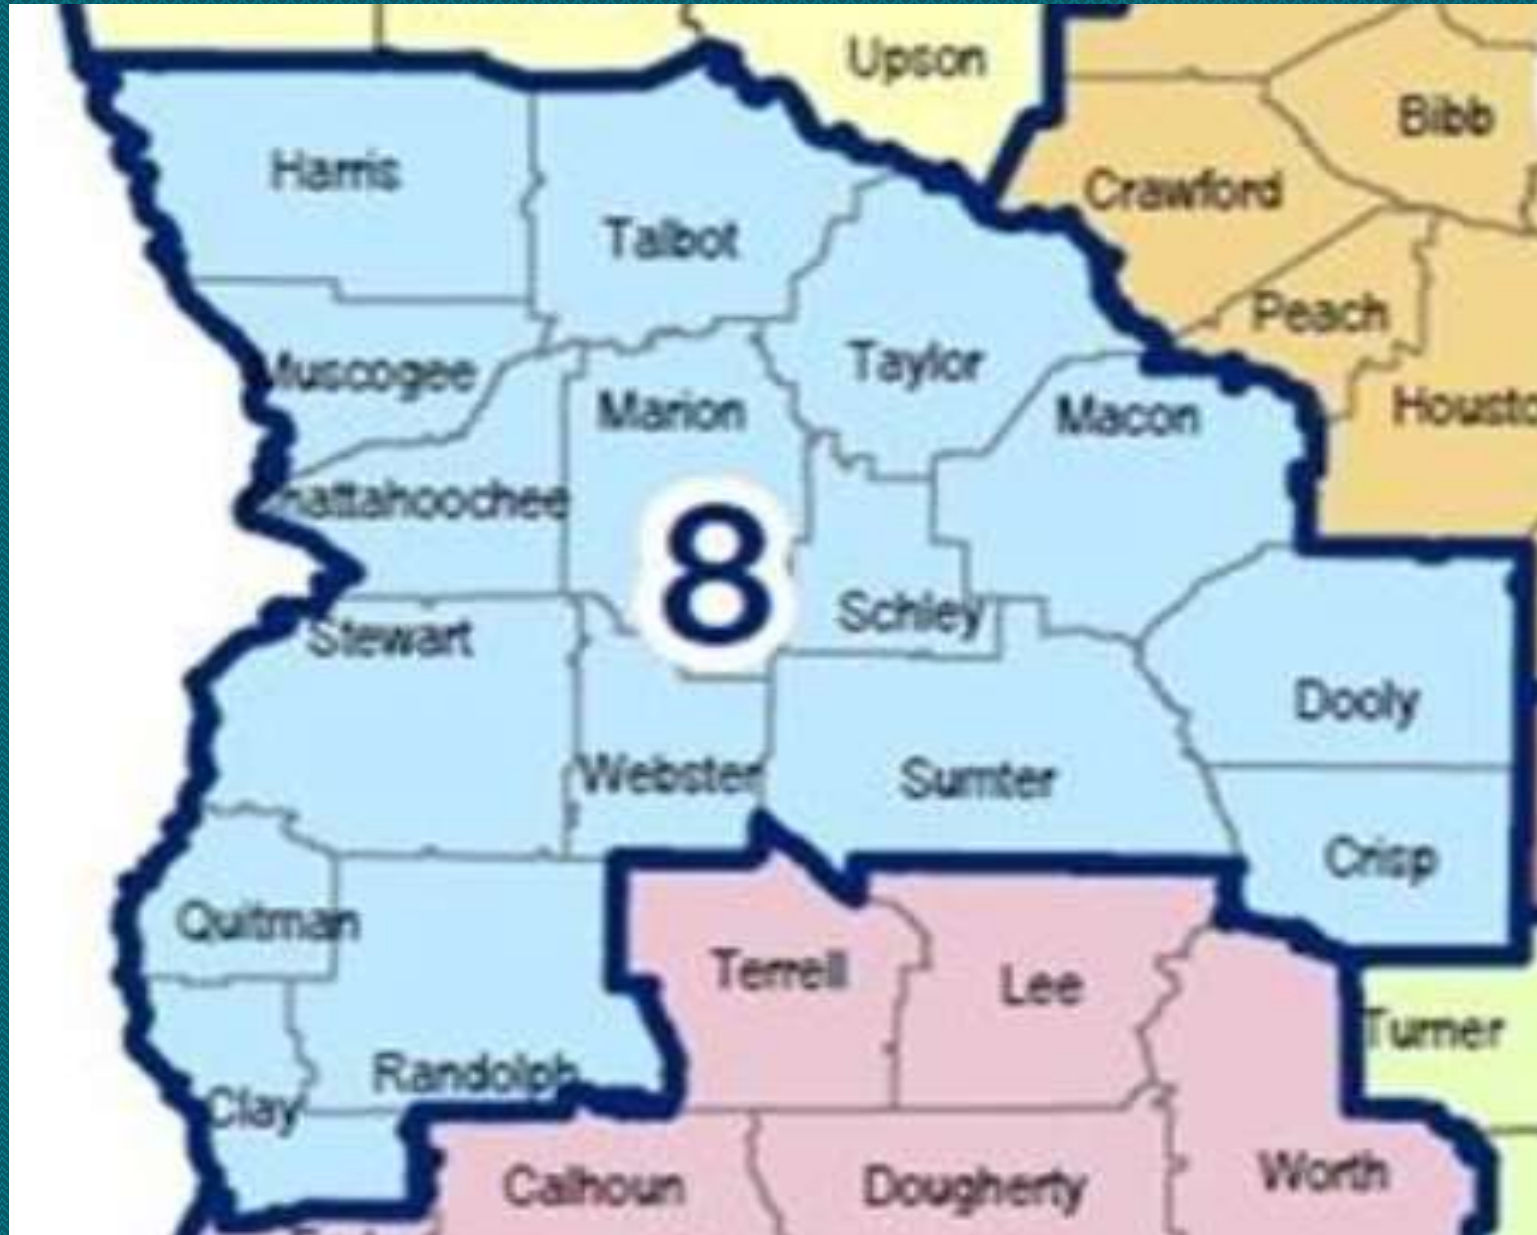 Upson
Bibb
Harris
Crawford
Talbot
Peach
Muscogee
Taylor
Marion
Macon
Housto
hattahoochee
8
Schley
Stewart
Dooly
Webster
Sumter
Crisp
Quitman
Terrell
Lee
Turner
Randolph
Clay
Calhoun
Dougherty
Worth